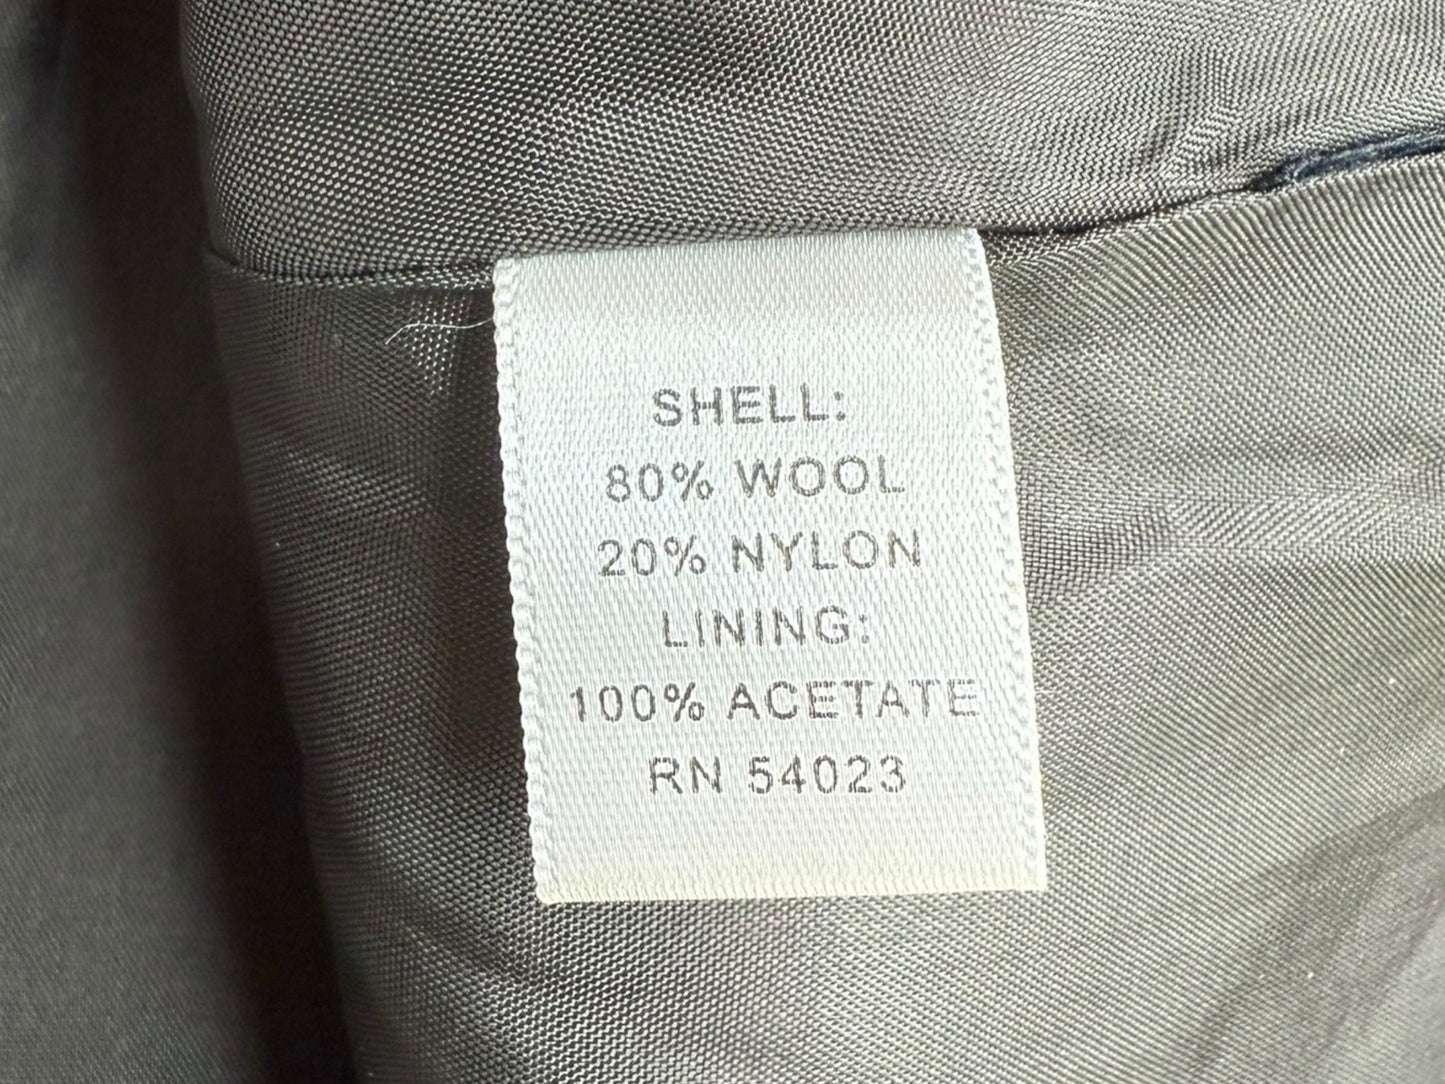 SHELL:
80% WOOL
20% NYLON
LINING:
100% ACETATE
RN 54023